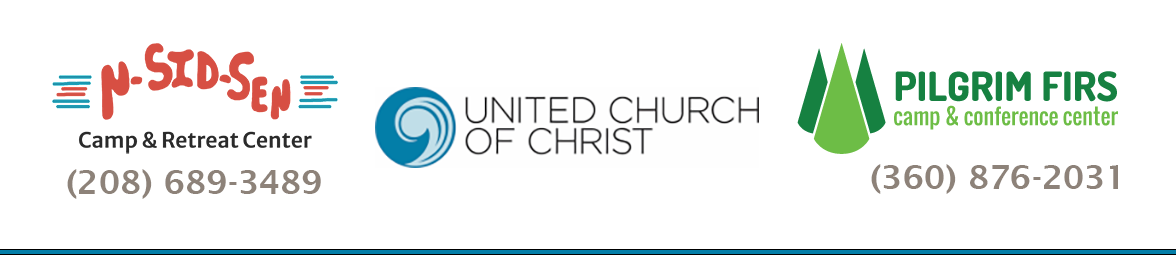 N-SID-SEN
Camp & Retreat Center
(208) 689-3489
UNITED CHURCH
OF CHRIST
PILGRIM FIRS
camp & conference center
(360) 876-2031